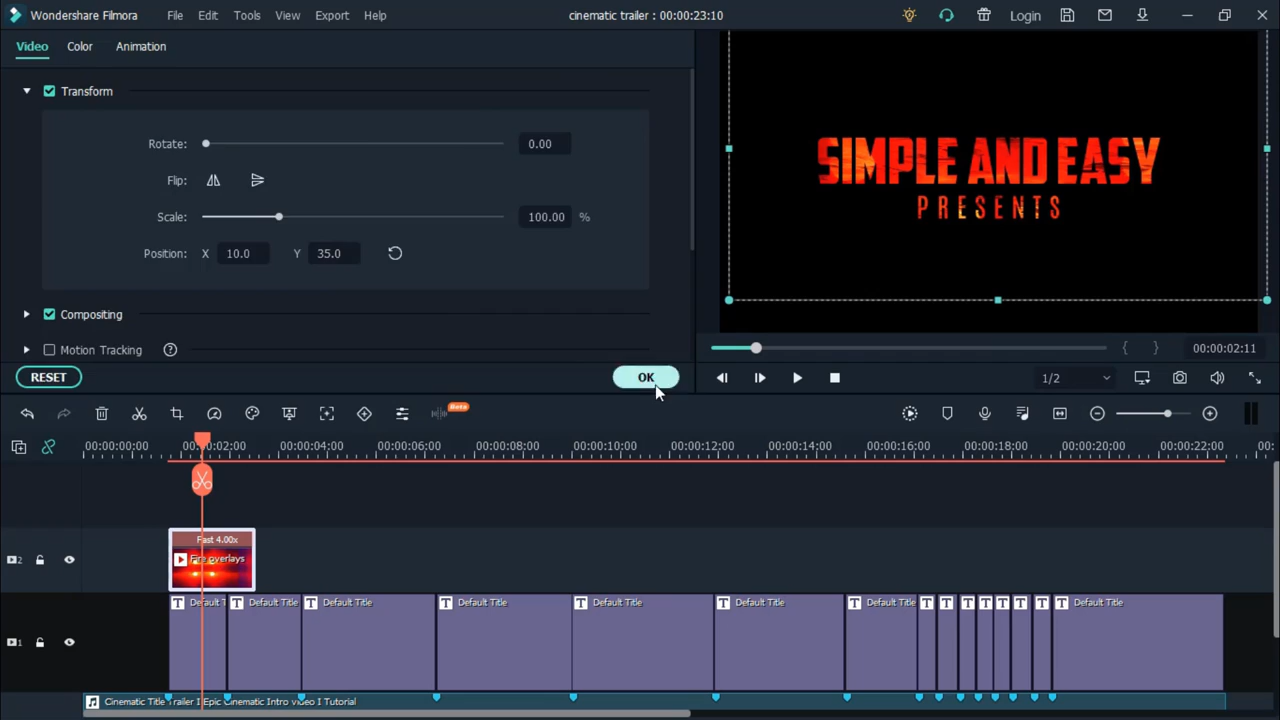 Wondershare Filmora File Edit Tools View Export Help cinematic trailer : 00:00:23:10 Login
Video Color Animation
Transform
Rotate: 0.00
Flip:
Scale: 100.00 %
Position: X 10.0 Y 35.0
Compositing
Motion Tracking
RESET OK
SIMPLE AND EASY
PRESENTS
00:00:02:11
1/2
Beta
00:00:00:00 00:00:02:00 00:00:04:00 00:00:06:00 00:00:08:00 00:00:10:00 00:00:12:00 00:00:14:00 00:00:16:00 00:00:18:00 00:00:20:00 00:00:22:00
Fast 4.00x
2 Fire overlays
T Default T T Default Title T Default Title T Default Title T Default Title T Default Title T Default Title T T T T T T T T Default Title
1
Cinematic Title Trailer I Epic Cinematic Intro video I Tutorial